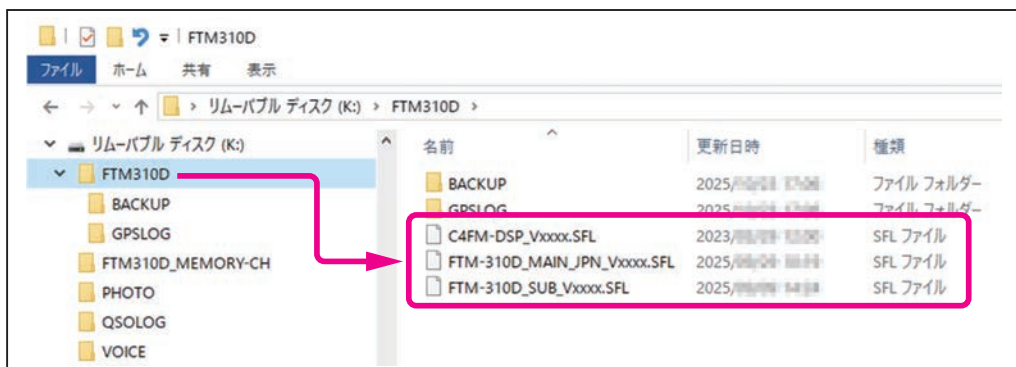 FTM310D
ファイル ホーム 共有 表示
リムーバブル ディスク (K:) > FTM310D >
リムーバブル ディスク (K:)
FTM310D
BACKUP
GPSLOG
FTM310D_MEMORY-CH
PHOTO
QSOLOG
VOICE
名前 更新日時 種類
BACKUP 2025/ ファイル フォルダー
GPSLOG 2025 ファイル フォルダー
C4FM-DSP_Vxxxx.SFL 2023/ SFL ファイル
FTM-310D_MAIN_JPN_Vxxxx.SFL 2025/ SFL ファイル
FTM-310D_SUB_Vxxxx.SFL 2025/ SFL ファイル